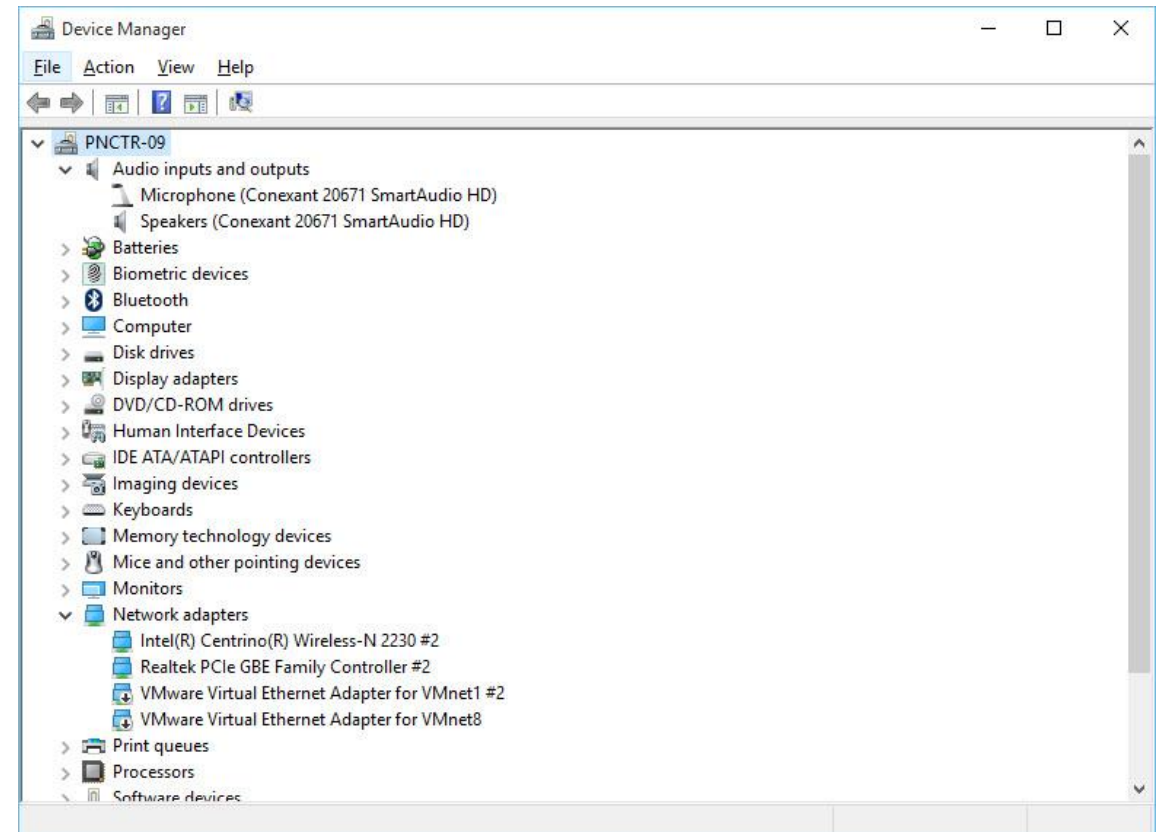 Device Manager
File Action View Help
PNCTR-09
Audio inputs and outputs
Microphone (Conexant 20671 SmartAudio HD)
Speakers (Conexant 20671 SmartAudio HD)
Batteries
Biometric devices
Bluetooth
Computer
Disk drives
Display adapters
DVD/CD-ROM drives
Human Interface Devices
IDE ATA/ATAPI controllers
Imaging devices
Keyboards
Memory technology devices
Mice and other pointing devices
Monitors
Network adapters
Intel(R) Centrino(R) Wireless-N 2230 #2
Realtek PCIe GBE Family Controller #2
VMware Virtual Ethernet Adapter for VMnet1 #2
VMware Virtual Ethernet Adapter for VMnet8
Print queues
Processors
Software devices